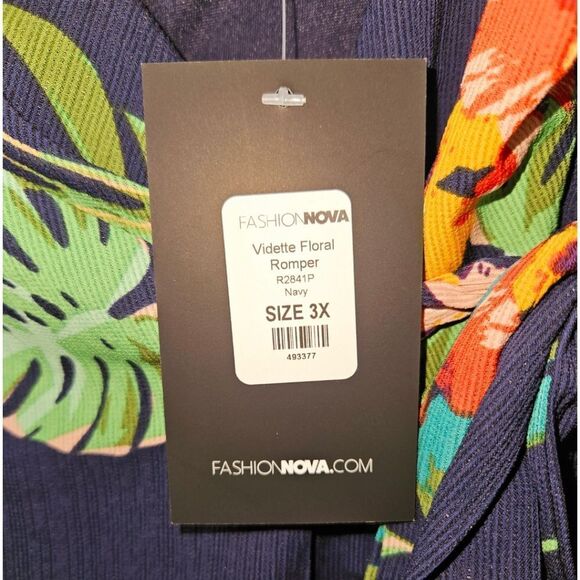 FASHIONNOVA
Vidette Floral
Romper
R2841P
Navy
SIZE 3X
493377
FASHIONNOVA.COM